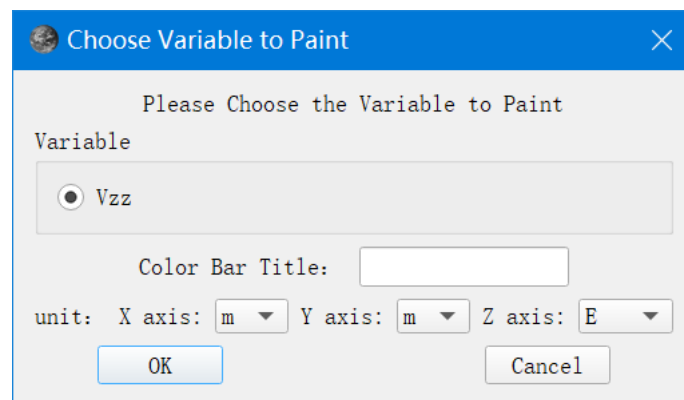 Choose Variable to Paint
Please Choose the Variable to Paint
Variable
Vzz
Color Bar Title:
unit: X axis: m Y axis: m Z axis: E
OK Cancel